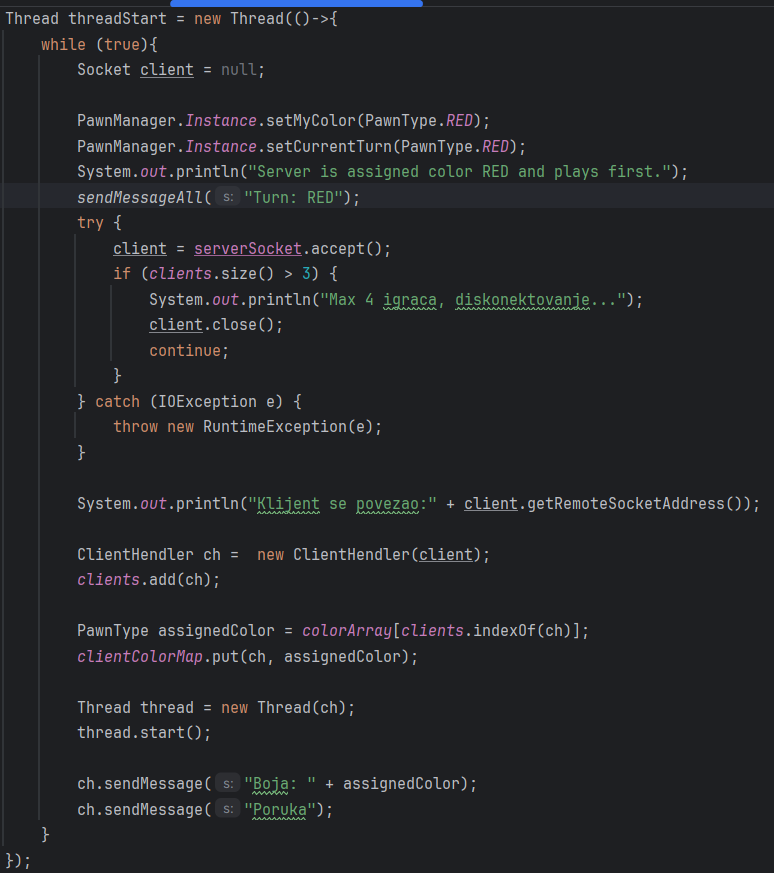 Thread threadStart = new Thread(()->{
    while (true){
        Socket client = null;

        PawnManager.Instance.setMyColor(PawnType.RED);
        PawnManager.Instance.setCurrentTurn(PawnType.RED);
        System.out.println("Server is assigned color RED and plays first.");
        sendMessageAll( s: "Turn: RED");
        try {
            client = serverSocket.accept();
            if (clients.size() > 3) {
                System.out.println("Max 4 igraca, diskonektovanje...");
                client.close();
                continue;
            }
        } catch (IOException e) {
            throw new RuntimeException(e);
        }

        System.out.println("Klijent se povezao:" + client.getRemoteSocketAddress());

        ClientHendler ch =  new ClientHendler(client);
        clients.add(ch);

        PawnType assignedColor = colorArray[clients.indexOf(ch)];
        clientColorMap.put(ch, assignedColor);

        Thread thread = new Thread(ch);
        thread.start();

        ch.sendMessage( s: "Boja: " + assignedColor);
        ch.sendMessage( s: "Poruka");
    }
});